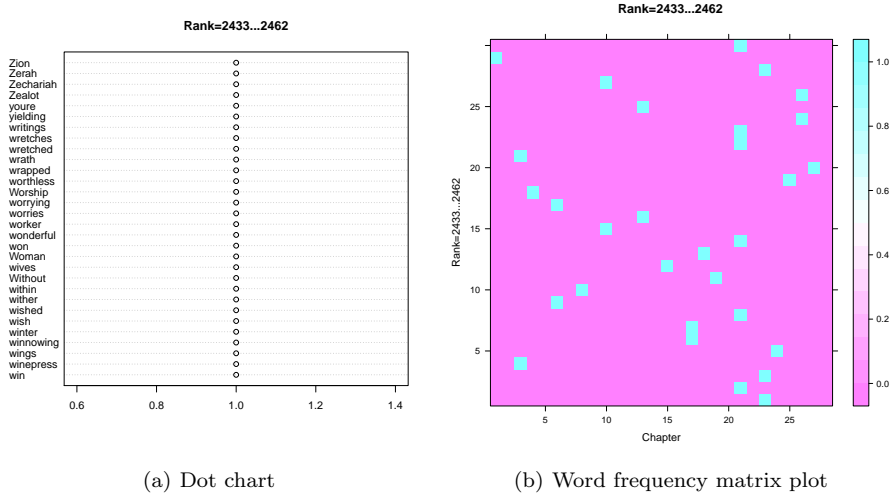 Rank=2433...2462
Zion
Zerah
Zechariah
Zealot
youre
yielding
writings
wretches
wretched
wrath
wrapped
worthless
Worship
worrying
worries
worker
wonderful
won
Woman
wives
Without
within
wither
wished
wish
winter
winnowing
wings
winepress
win
0.6 0.8 1.0 1.2 1.4
(a) Dot chart
Rank=2433...2462
Rank=2433...2462
25
20
15
10
5
5 10 15 20 25
Chapter
1.0
0.8
0.6
0.4
0.2
0.0
(b) Word frequency matrix plot